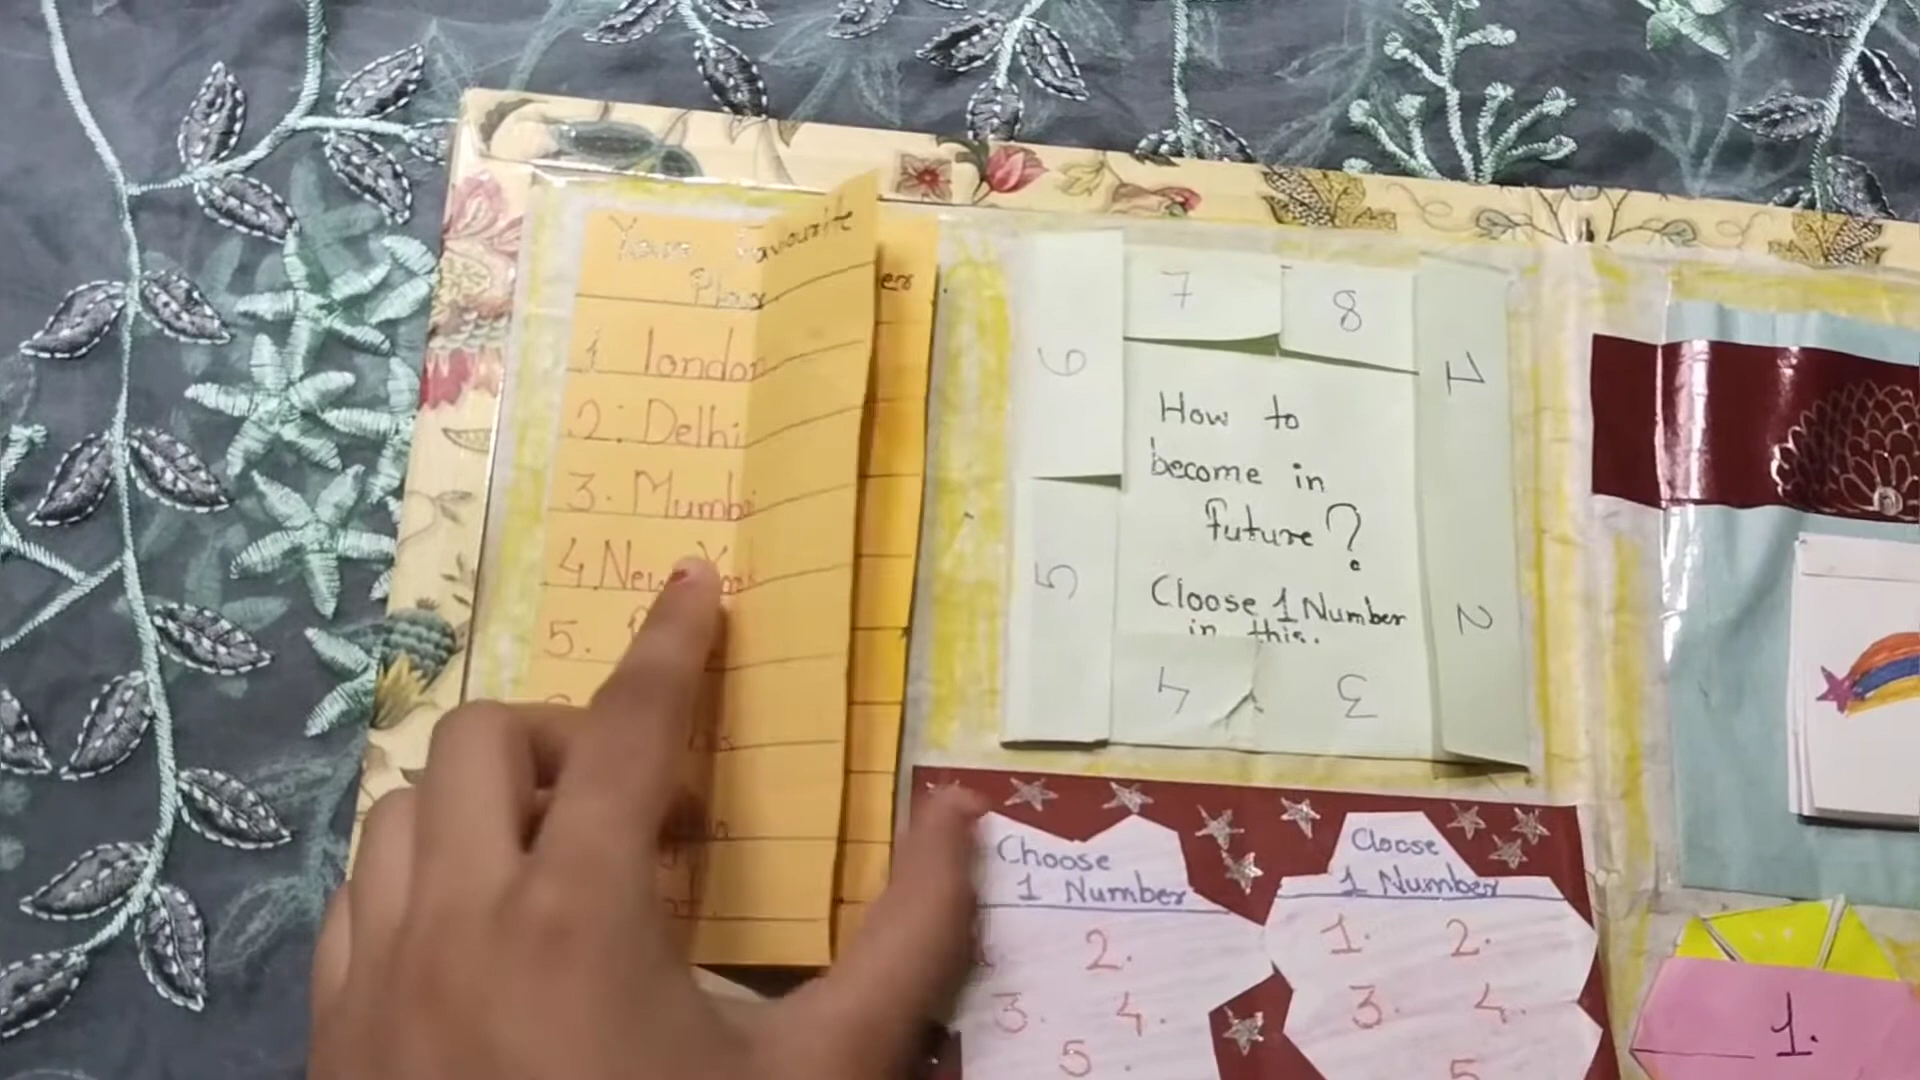 Your Favourite
Place
1 london
2. Delhi
3. Mumbi
4 New York
5.
er
7
8
6
1
5
2
4
3
How to
become in
future?
Cloose 1 Number
in this.
Choose
1 Number
2.
3. 4.
5.
Cloose
1 Number
1. 2.
3. 4.
5
1.